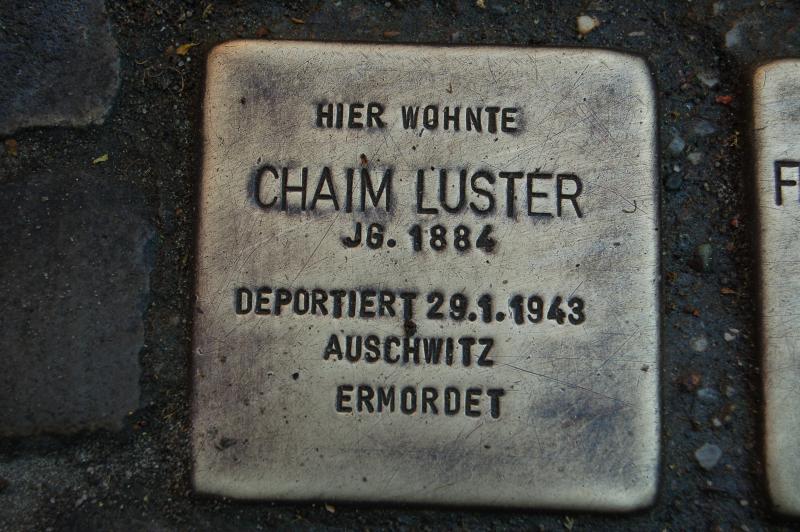 HIER WOHNTE
CHAIM LUSTER
JG. 1884
DEPORTIERT 29.1.1943
AUSCHWITZ
ERMORDET